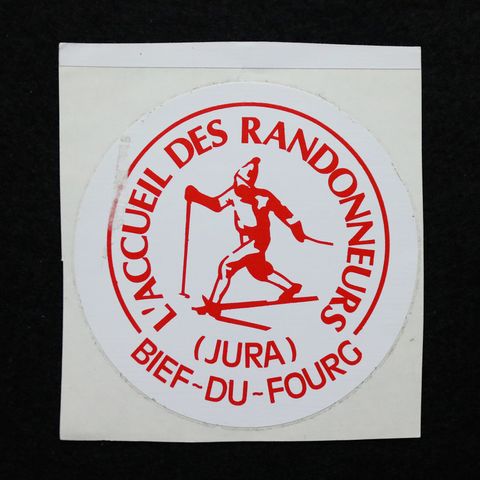 L'ACCUEIL DES RANDONNEURS
(JURA)
BIEF~DU~FOURG